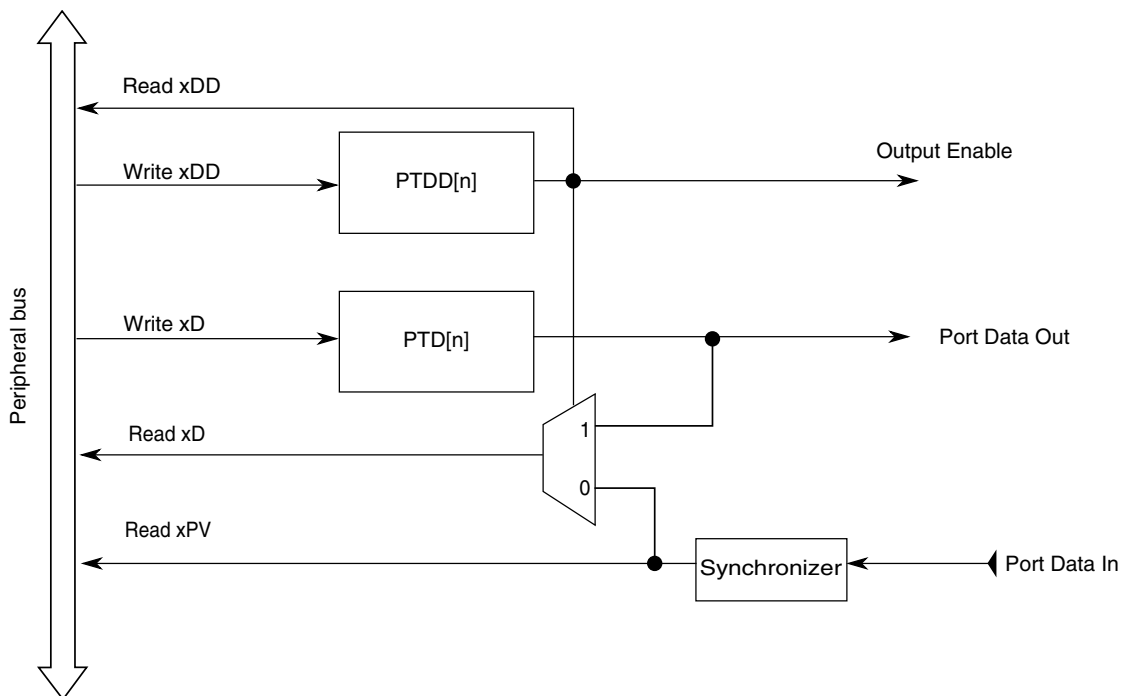 Read xDD
Write xDD
PTDD[n]
Output Enable
Peripheral bus
Write xD
PTD[n]
Port Data Out
Read xD
1
0
Read xPV
Synchronizer
Port Data In